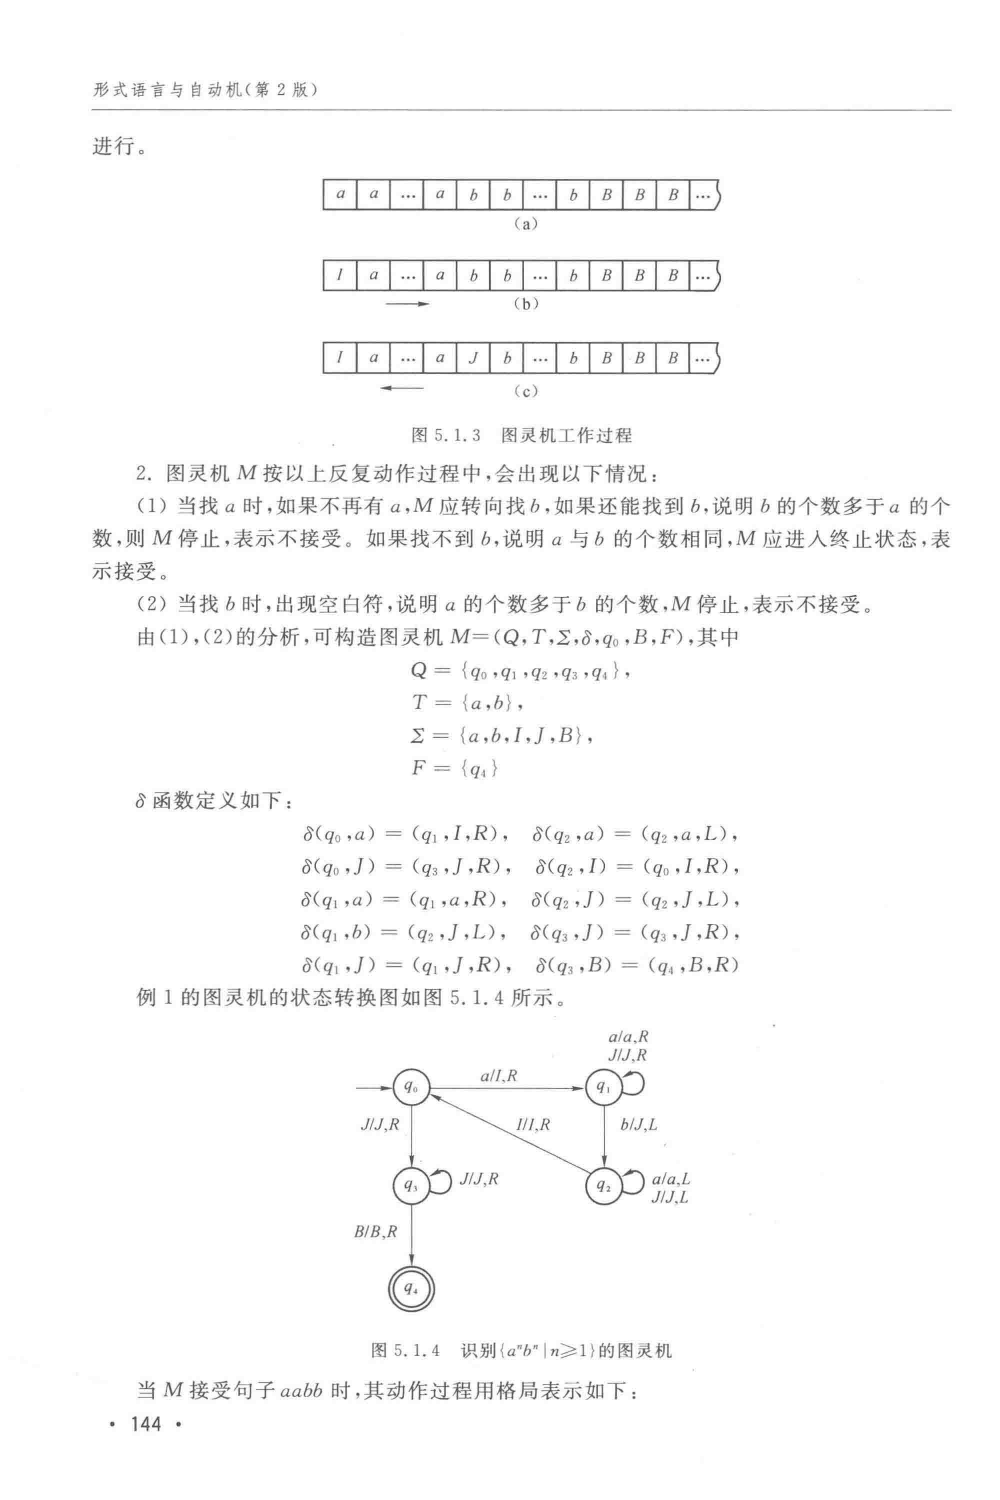 形式语言与自动机(第 2 版)
进行。
a a … a b b … b B B B …
(a)
I a … a b b … b B B B …
(b)
I a … a J b … b B B B …
(c)
图 5.1.3 图灵机工作过程
2. 图灵机 M 按以上反复动作过程中,会出现以下情况:
(1) 当找 a 时,如果不再有 a,M 应转向找 b,如果还能找到 b,说明 b 的个数多于 a 的个
数,则 M 停止,表示不接受。如果找不到 b,说明 a 与 b 的个数相同,M 应进入终止状态,表
示接受。
(2) 当找 b 时,出现空白符,说明 a 的个数多于 b 的个数,M 停止,表示不接受。
由(1),(2)的分析,可构造图灵机 M=(Q,T,Σ,δ,q₀,B,F),其中
Q = {q₀,q₁,q₂,q₃,q₄},
T = {a,b},
Σ = {a,b,I,J,B},
F = {q₄}
δ 函数定义如下:
δ(q₀,a) = (q₁,I,R), δ(q₂,a) = (q₂,a,L),
δ(q₀,J) = (q₃,J,R), δ(q₂,I) = (q₀,I,R),
δ(q₁,a) = (q₁,a,R), δ(q₂,J) = (q₂,J,L),
δ(q₁,b) = (q₂,J,L), δ(q₃,J) = (q₃,J,R),
δ(q₁,J) = (q₁,J,R), δ(q₃,B) = (q₄,B,R)
例 1 的图灵机的状态转换图如图 5.1.4 所示。
a/a,R
J/J,R
a/I,R
q₀ q₁
J/J,R I/I,R b/J,L
q₃ J/J,R q₂ a/a,L
J/J,L
B/B,R
q₄
图 5.1.4 识别{aⁿbⁿ|n≥1}的图灵机
当 M 接受句子 aabb 时,其动作过程用格局表示如下:
· 144 ·